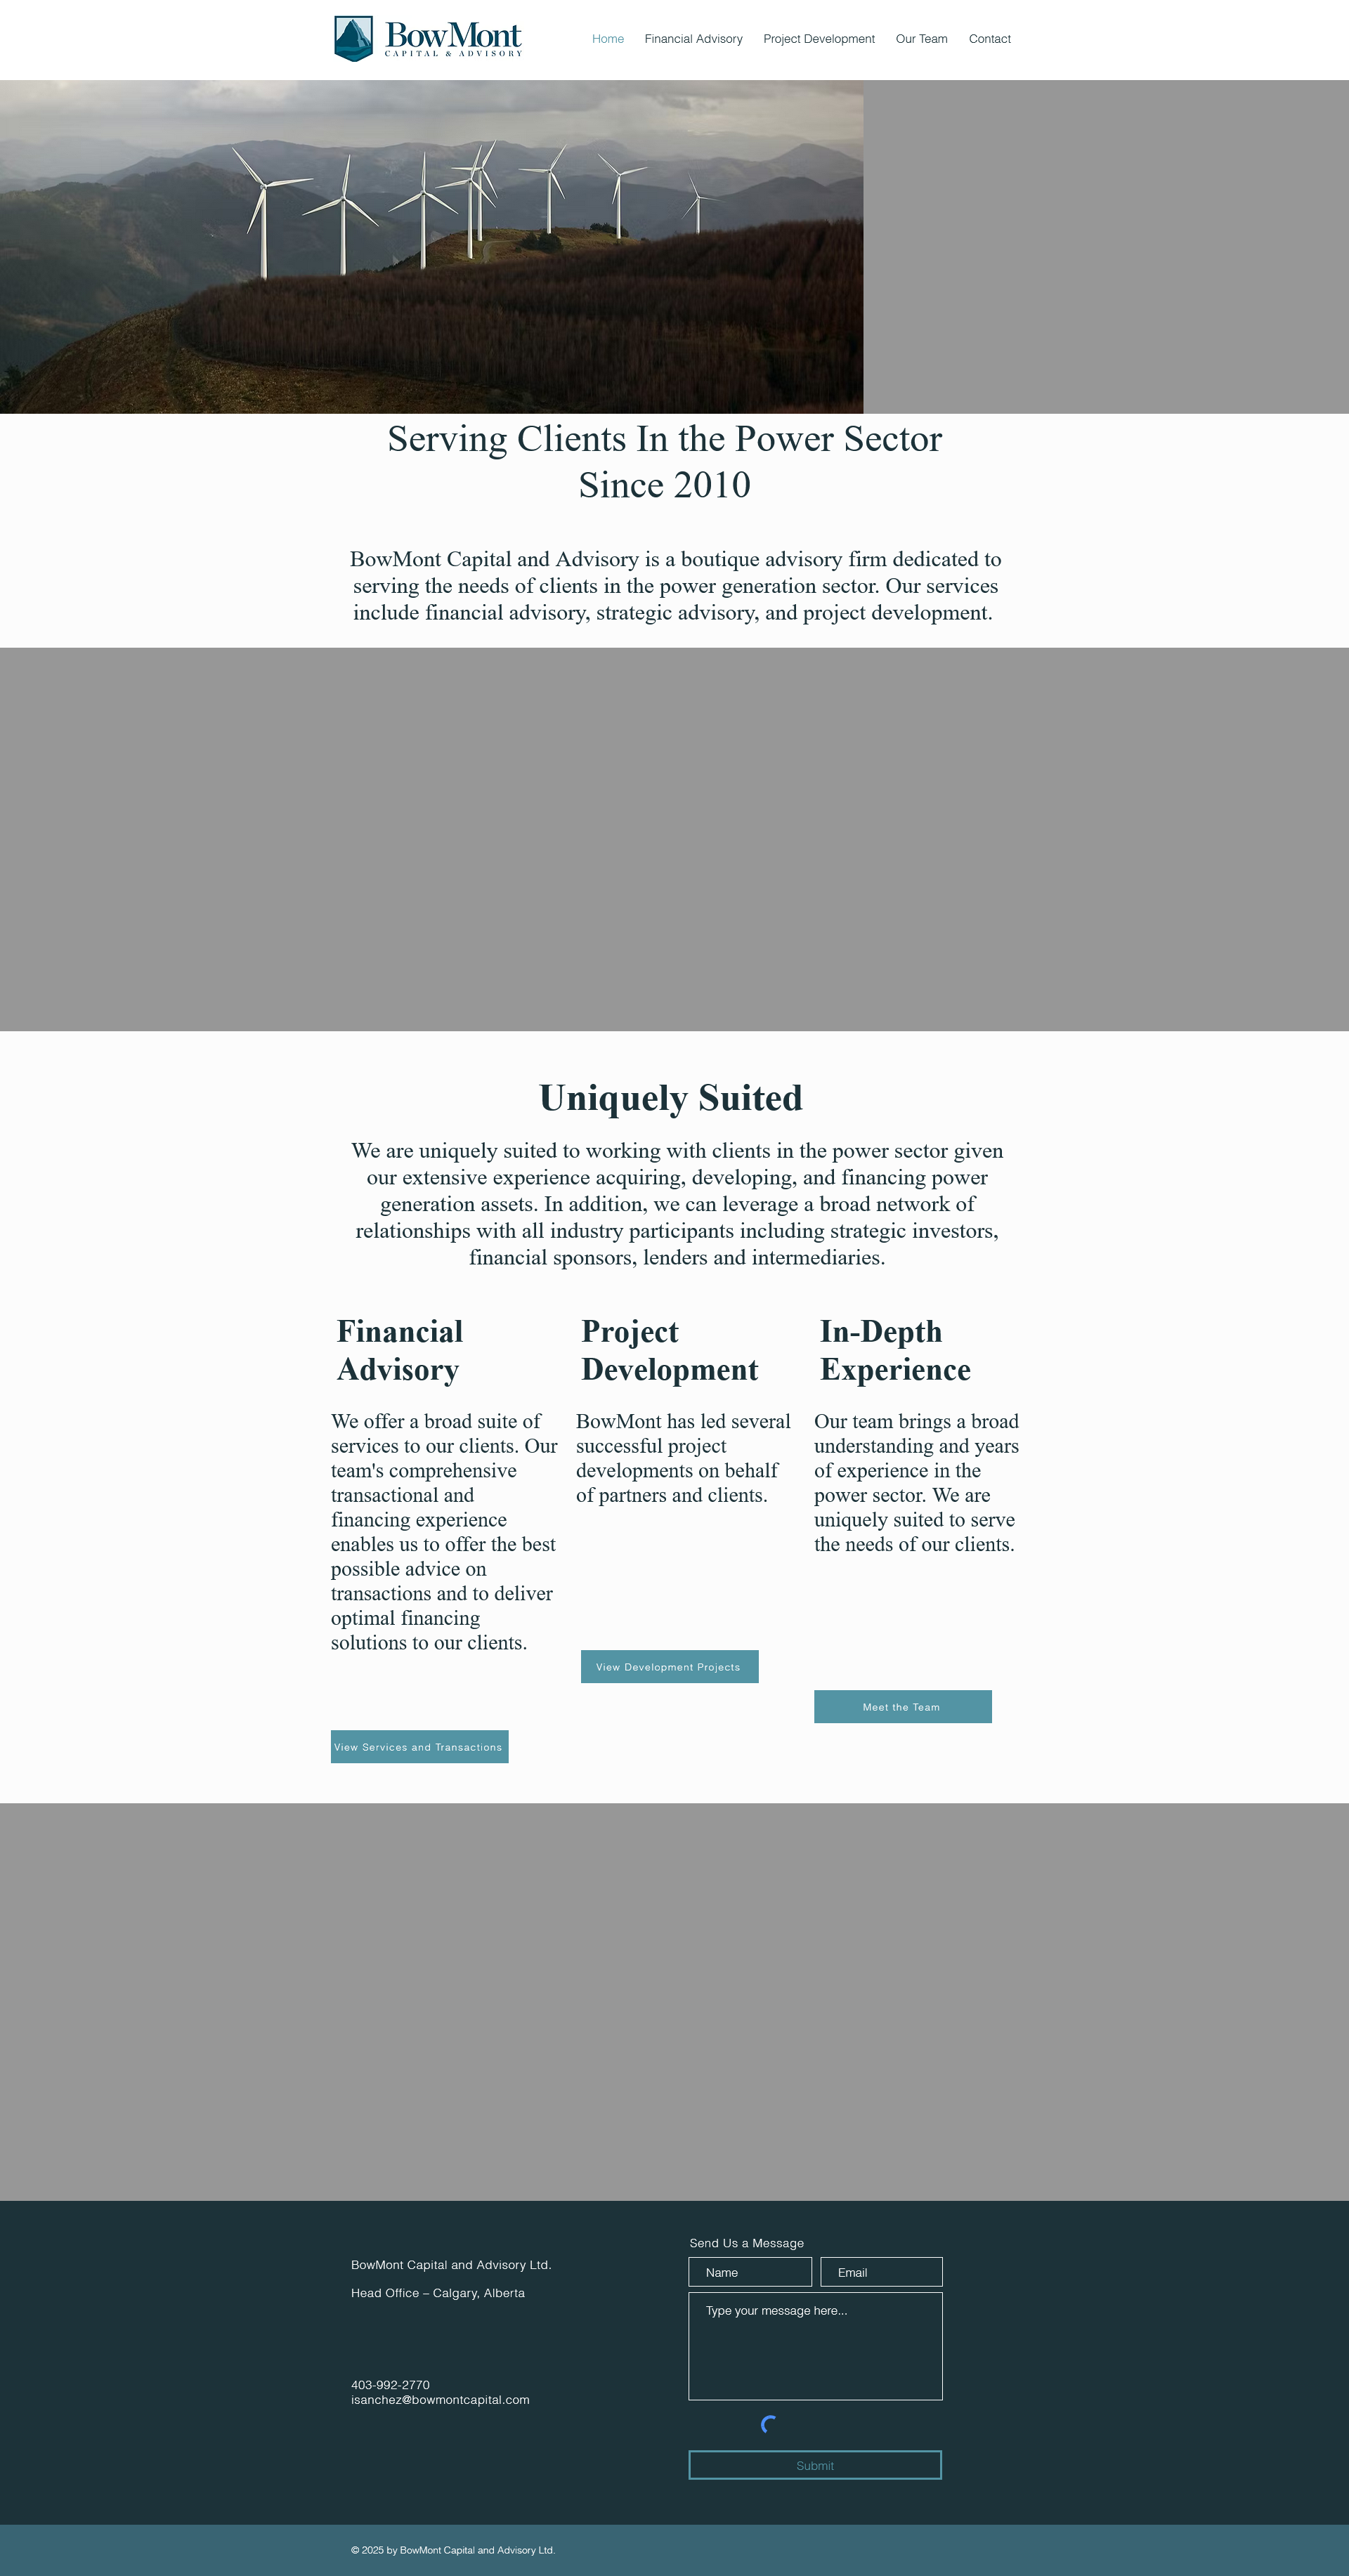 BowMont
CAPITAL & ADVISORY
Home
Financial Advisory
Project Development
Our Team
Contact
Serving Clients In the Power Sector
Since 2010
BowMont Capital and Advisory is a boutique advisory firm dedicated to
serving the needs of clients in the power generation sector. Our services
include financial advisory, strategic advisory, and project development.
Uniquely Suited
We are uniquely suited to working with clients in the power sector given
our extensive experience acquiring, developing, and financing power
generation assets. In addition, we can leverage a broad network of
relationships with all industry participants including strategic investors,
financial sponsors, lenders and intermediaries.
Financial
Advisory
We offer a broad suite of
services to our clients. Our
team's comprehensive
transactional and
financing experience
enables us to offer the best
possible advice on
transactions and to deliver
optimal financing
solutions to our clients.
View Services and Transactions
Project
Development
BowMont has led several
successful project
developments on behalf
of partners and clients.
View Development Projects
In-Depth
Experience
Our team brings a broad
understanding and years
of experience in the
power sector. We are
uniquely suited to serve
the needs of our clients.
Meet the Team
BowMont Capital and Advisory Ltd.
Head Office – Calgary, Alberta
403-992-2770
isanchez@bowmontcapital.com
Send Us a Message
Name
Email
Type your message here...
Submit
© 2025 by BowMont Capital and Advisory Ltd.